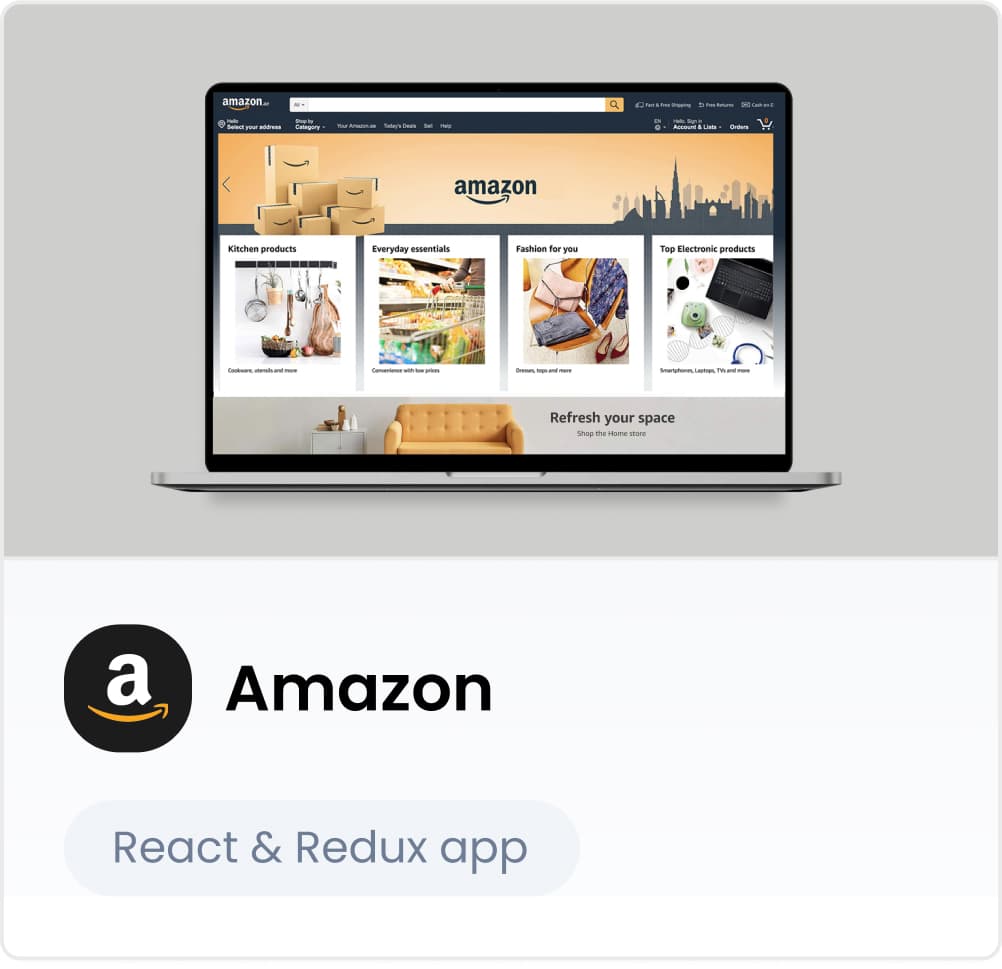 amazon.ae
All
Fast & Free Shipping
Free Returns
Cash on D
Hello
Select your address
Shop by
Category
Your Amazon.ae
Today's Deals
Sell
Help
EN
Hello, Sign in
Account & Lists
Orders
0
amazon
Kitchen products
Everyday essentials
Fashion for you
Top Electronic products
Cookware, utensils and more
Convenience with low prices
Dresses, tops and more
Smartphones, Laptops, TVs and more
Refresh your space
Shop the Home store
a
Amazon
React & Redux app